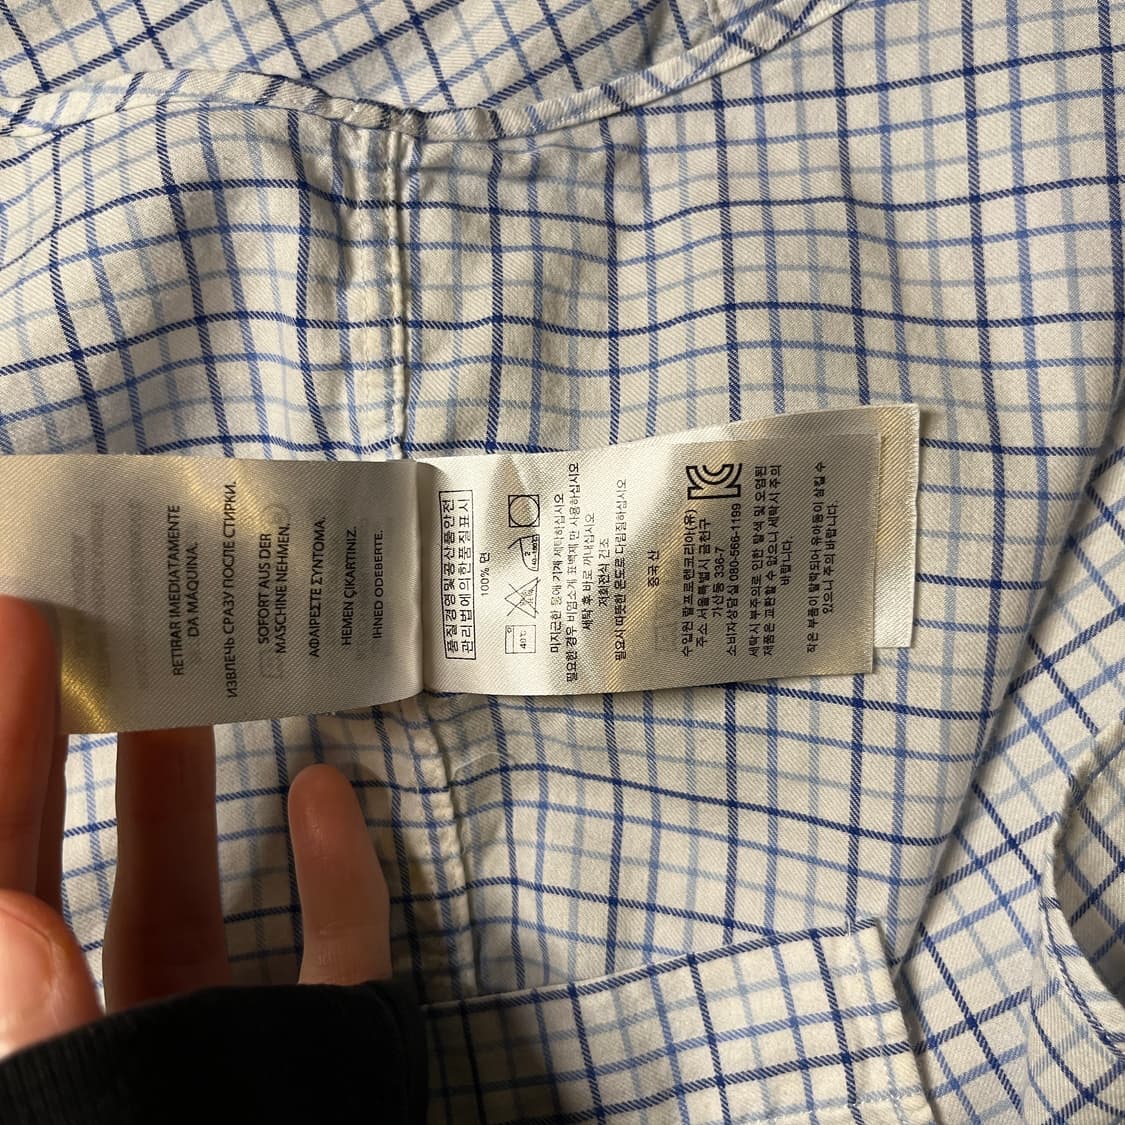 RETIRAR IMEDIATAMENTE
DA MÁQUINA.
ИЗВЛЕЧЬ СРАЗУ ПОСЛЕ СТИРКИ.
SOFORT AUS DER
MASCHINE NEHMEN.
ΑΦΑΙΡΕΣΤΕ ΣΥΝΤΟΜΑ.
HEMEN ÇIKARTINIZ.
IHNED ODEBERTE.
품질경영및공산품안전
관리법에의한품질표시
100% 면
40℃
미지근한 물에 기계 세탁하십시오
필요한 경우 비염소계 표백제 만 사용하십시오
세탁 후 바로 꺼내십시오
저회전식 건조
필요시 따뜻한 온도로 다림질하십시오
중국산
수입원 랄프로렌코리아(유)
주소 서울특별시 금천구
가산동 336-7
소비자상담실 080-566-1199
세탁시 부주의로 인한 탈색 및 오염된
제품은 교환할 수 없으니 세탁시 주의
바랍니다.
작은 부품이 탈락되어 유아동이 삼킬 수
있으니 주의 바랍니다.